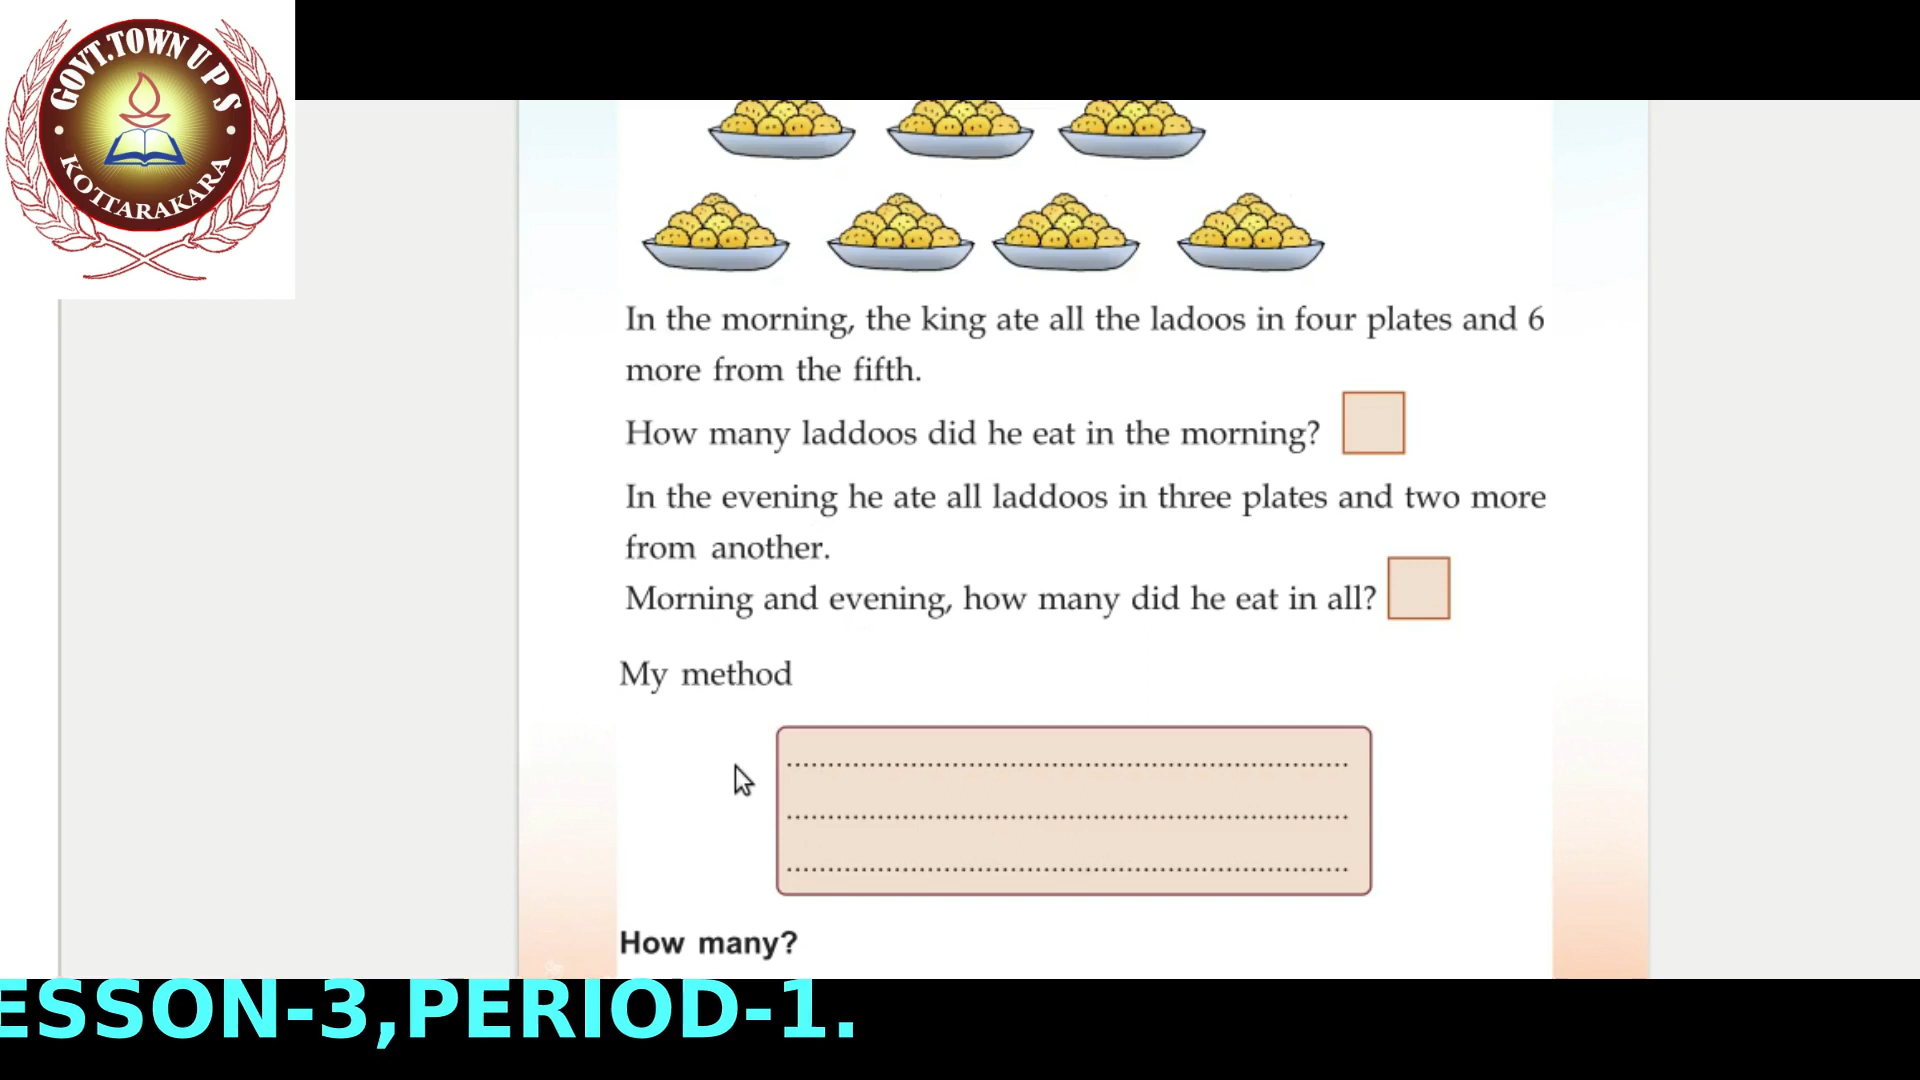 GOVT.TOWN U P S
KOTTARAKARA
In the morning, the king ate all the ladoos in four plates and 6
more from the fifth.
How many laddoos did he eat in the morning?
In the evening he ate all laddoos in three plates and two more
from another.
Morning and evening, how many did he eat in all?
My method
How many?
ESSON-3,PERIOD-1.